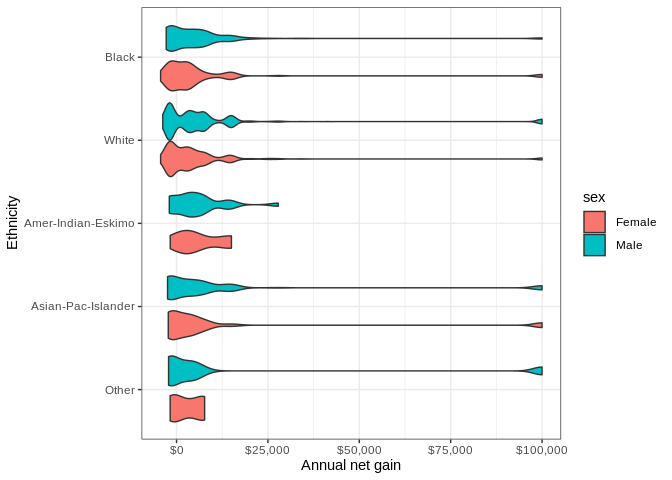 Black
White
Amer-Indian-Eskimo
Asian-Pac-Islander
Other
Ethnicity
$0
$25,000
$50,000
$75,000
$100,000
Annual net gain
sex
Female
Male